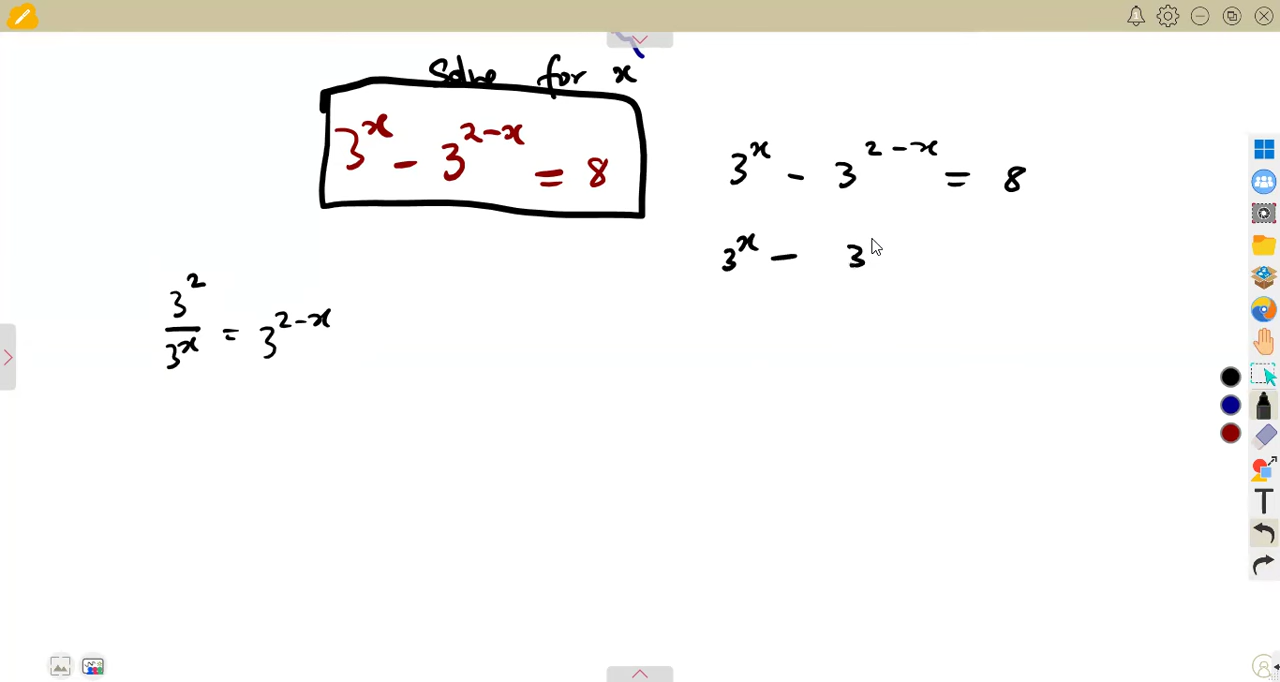 Solve for x
3^x - 3^{2-x} = 8
3^x - 3^{2-x} = 8
3^x - 3
3^2/3^x = 3^{2-x}
T